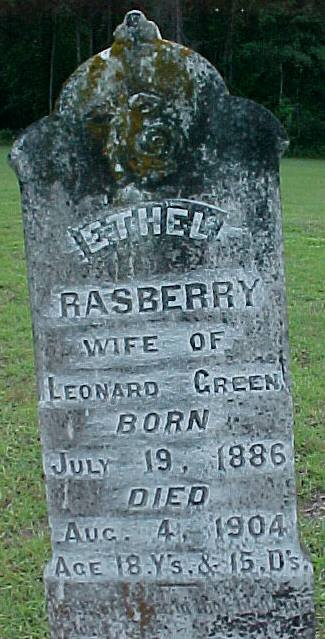 ETHEL
RASBERRY
WIFE OF
LEONARD GREEN
BORN
JULY 19, 1886
DIED
AUG. 4, 1904
AGE 18.Y's. & 15.D's.